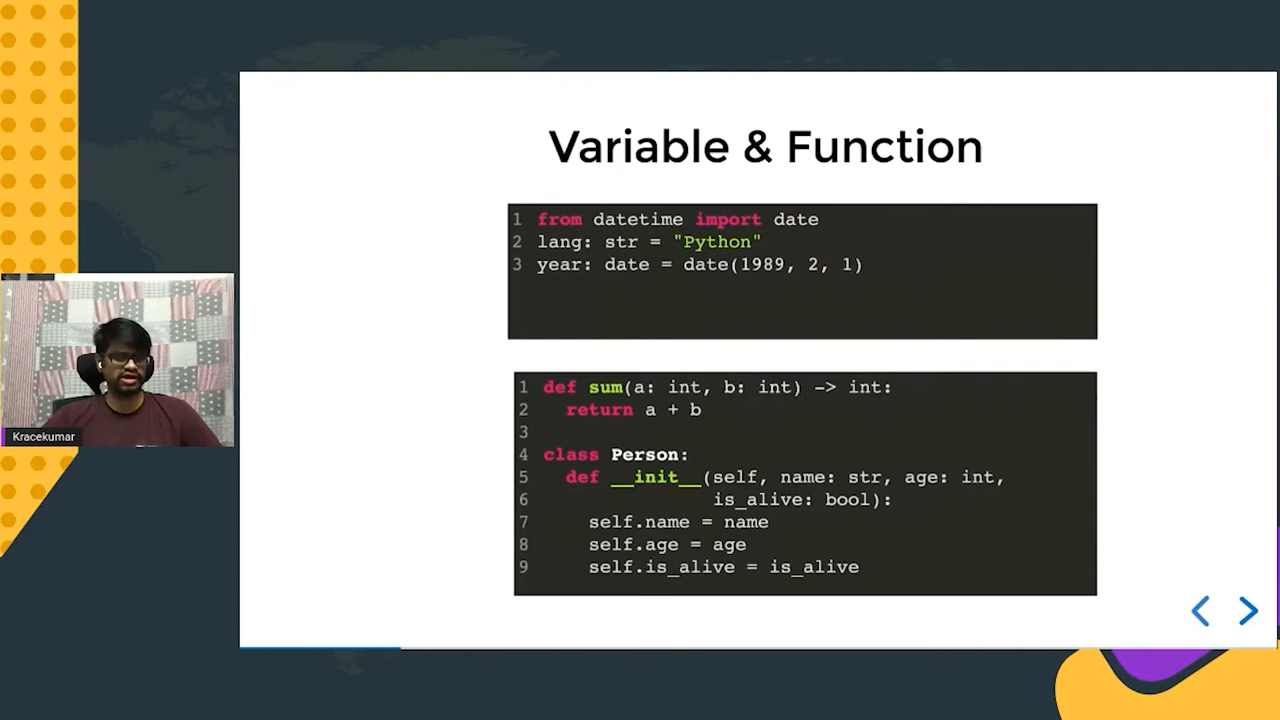 Variable & Function
1 from datetime import date
2 lang: str = "Python"
3 year: date = date(1989, 2, 1)
1 def sum(a: int, b: int) -> int:
2   return a + b
3
4 class Person:
5   def __init__(self, name: str, age: int,
6                is_alive: bool):
7     self.name = name
8     self.age = age
9     self.is_alive = is_alive
Kracekumar